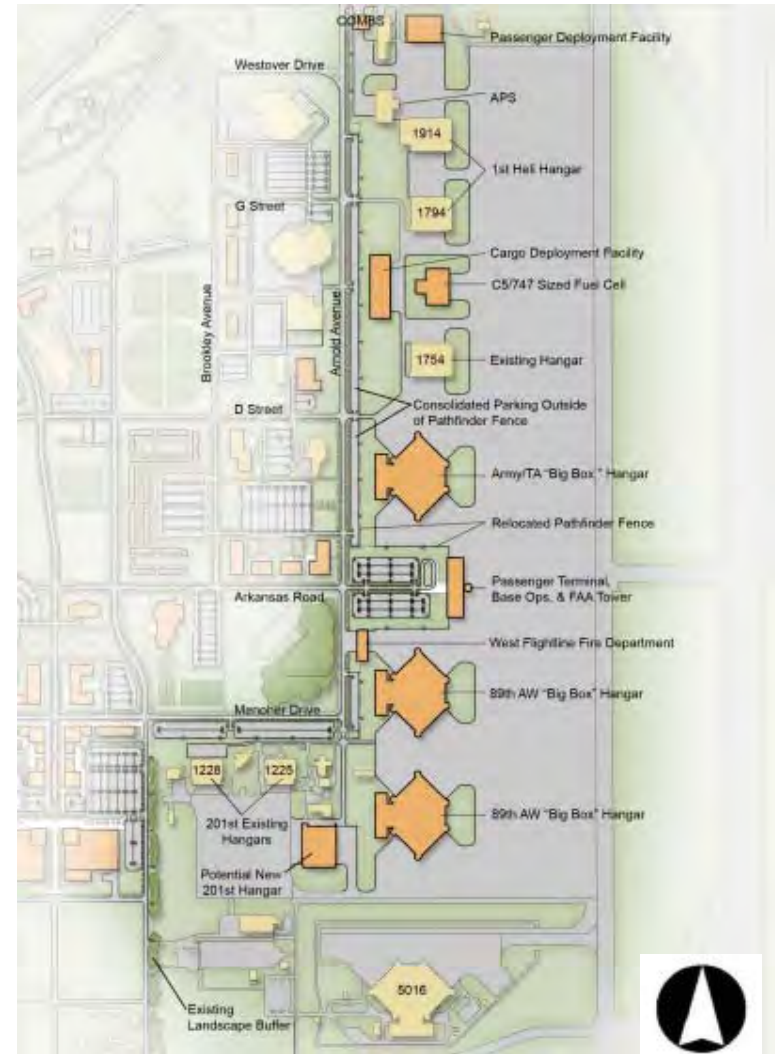 COMBS
Passenger Deployment Facility
Westover Drive
APS
1914
1st Heli Hangar
G Street
1794
Cargo Deployment Facility
C5/747 Sized Fuel Cell
Brookley Avenue
Arnold Avenue
1754
Existing Hangar
D Street
Consolidated Parking Outside
of Pathfinder Fence
Army/TA "Big Box" Hangar
Relocated Pathfinder Fence
Passenger Terminal,
Base Ops, & FAA Tower
Arkansas Road
West Flightline Fire Department
89th AW "Big Box" Hangar
Menoher Drive
1228
1225
201st Existing
Hangars
89th AW "Big Box" Hangar
Potential New
201st Hangar
5016
Existing
Landscape Buffer